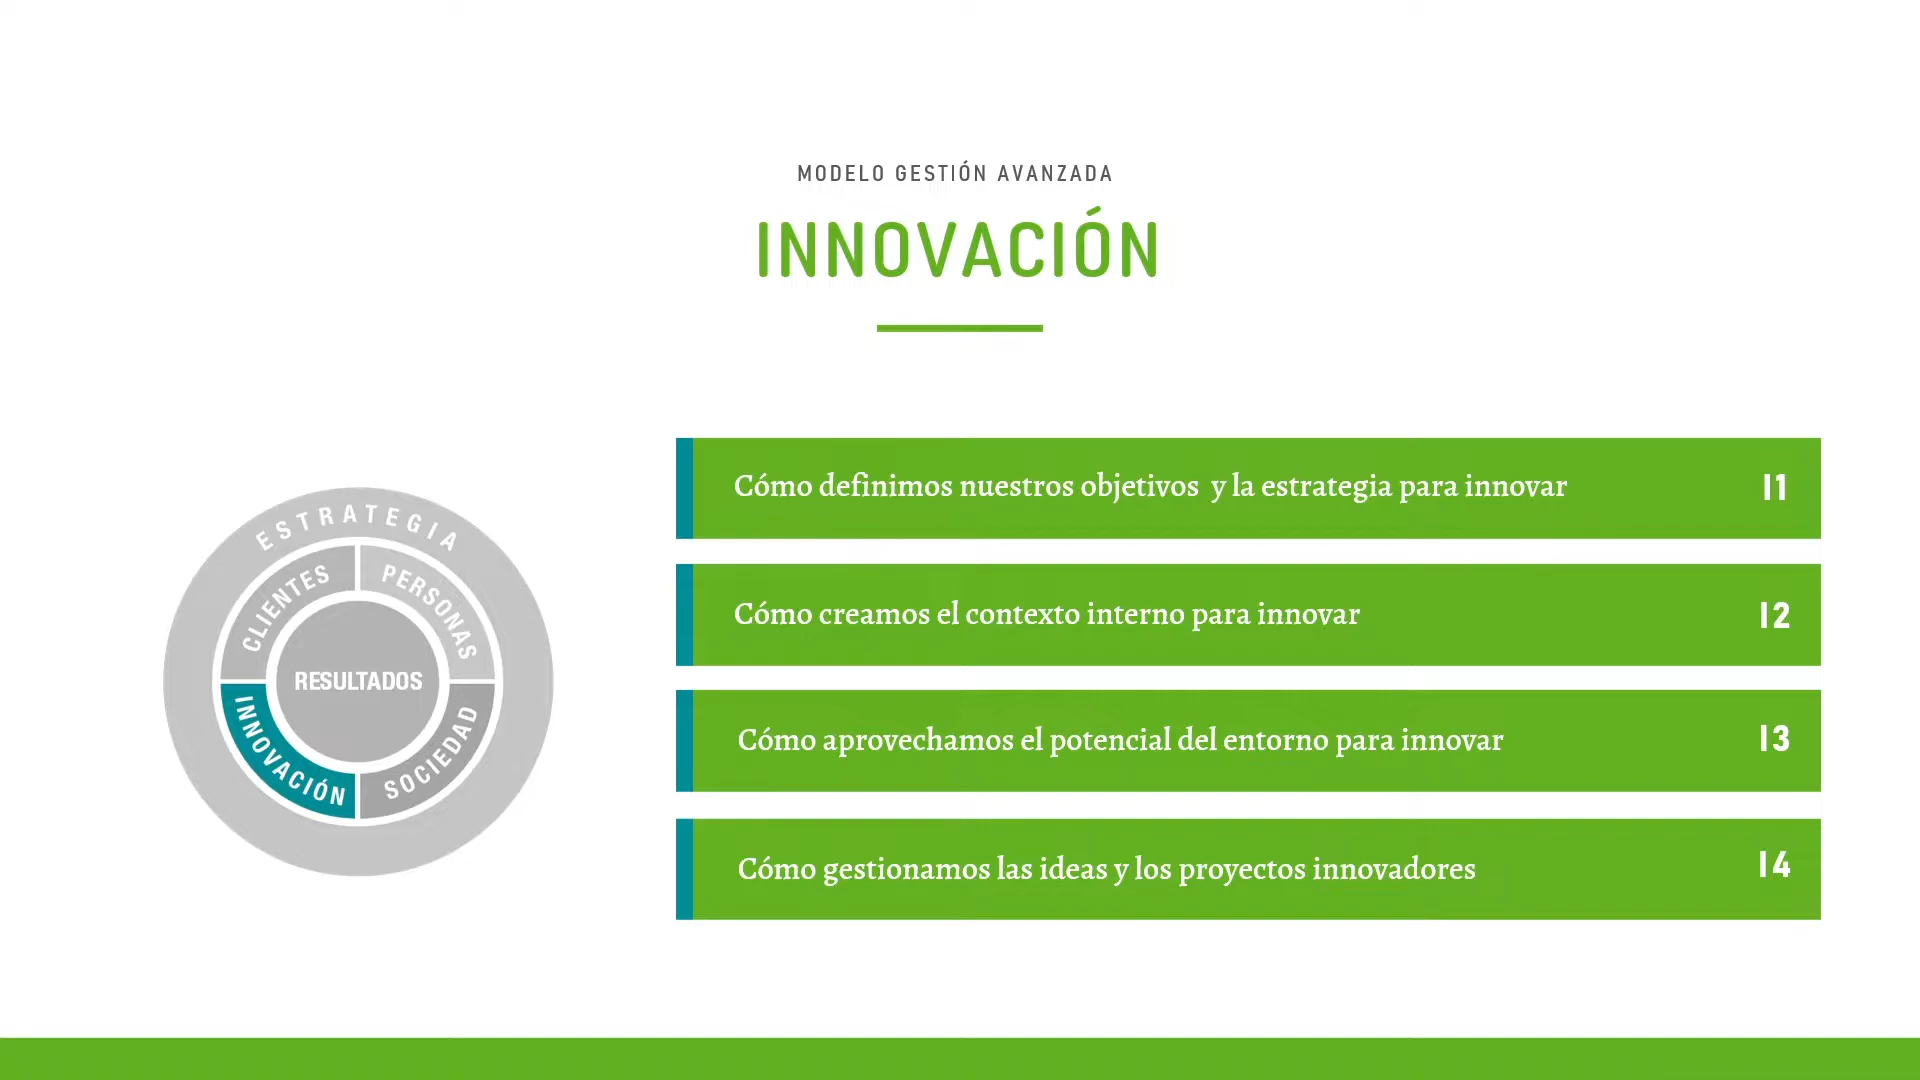 MODELO GESTIÓN AVANZADA
INNOVACIÓN
ESTRATEGIA
CLIENTES
PERSONAS
RESULTADOS
INNOVACIÓN
SOCIEDAD
Cómo definimos nuestros objetivos y la estrategia para innovar I1
Cómo creamos el contexto interno para innovar I2
Cómo aprovechamos el potencial del entorno para innovar I3
Cómo gestionamos las ideas y los proyectos innovadores I4